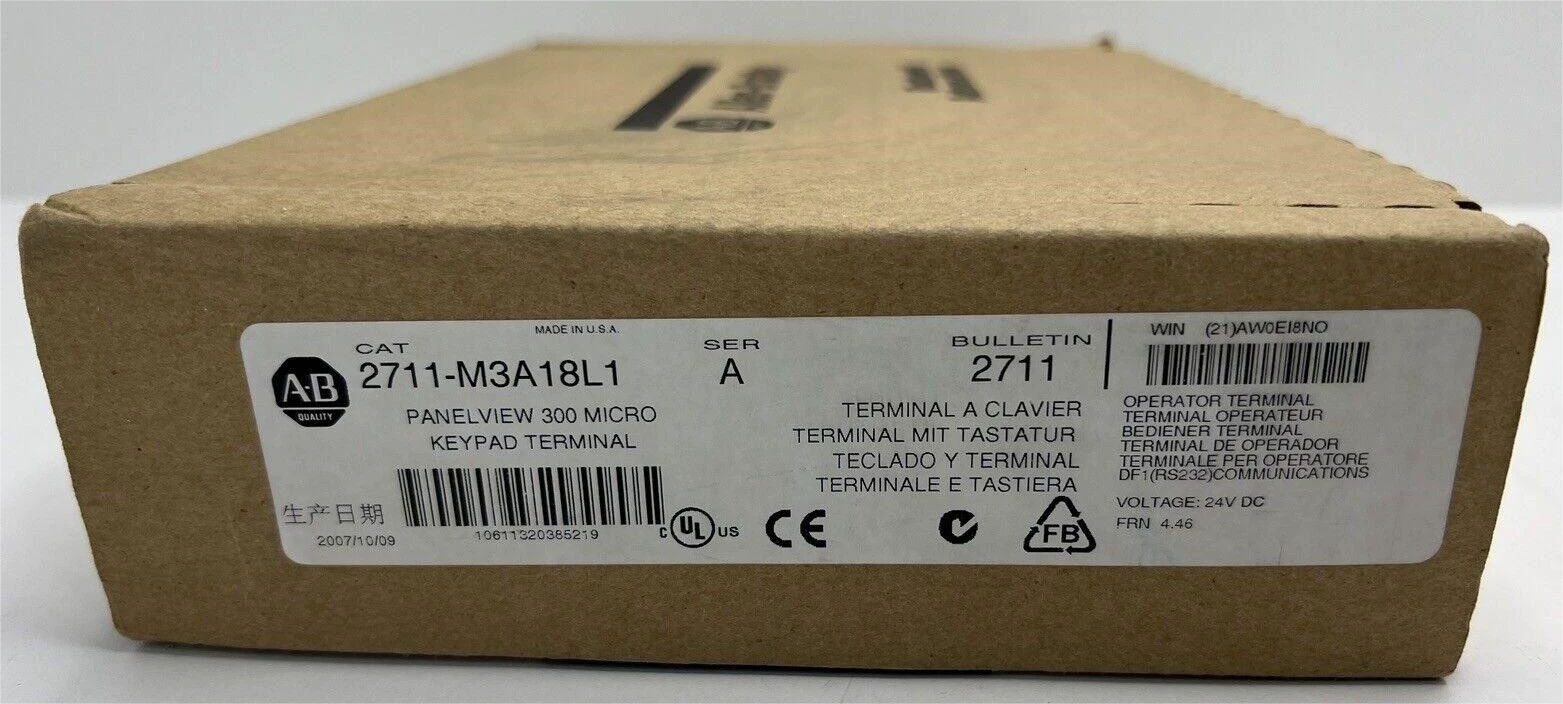 Allen-Bradley
MADE IN U.S.A.
A·B
QUALITY
CAT
2711-M3A18L1
SER
A
BULLETIN
2711
PANELVIEW 300 MICRO
KEYPAD TERMINAL
TERMINAL A CLAVIER
TERMINAL MIT TASTATUR
TECLADO Y TERMINAL
TERMINALE E TASTIERA
生产日期
2007/10/09
10611320385219
C UL US
CE
FB
WIN (21)AW0EI8NO
OPERATOR TERMINAL
TERMINAL OPERATEUR
BEDIENER TERMINAL
TERMINAL DE OPERADOR
TERMINALE PER OPERATORE
DF1(RS232)COMMUNICATIONS
VOLTAGE: 24V DC
FRN 4.46